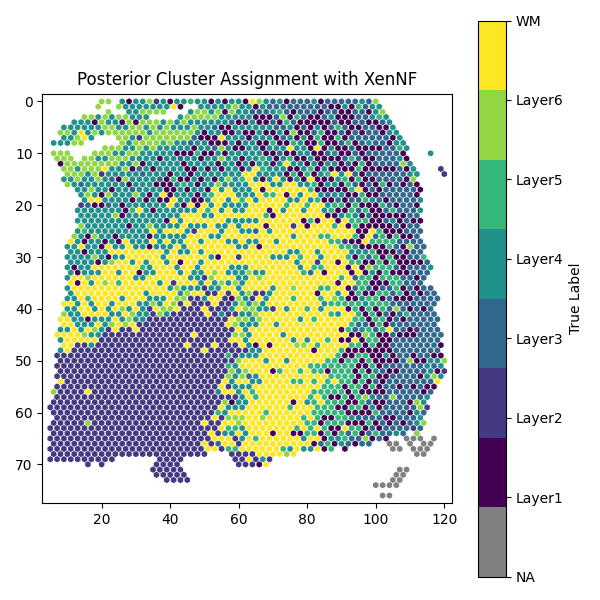 Posterior Cluster Assignment with XenNF
0
10
20
30
40
50
60
70
20
40
60
80
100
120
WM
Layer6
Layer5
Layer4
Layer3
Layer2
Layer1
NA
True Label